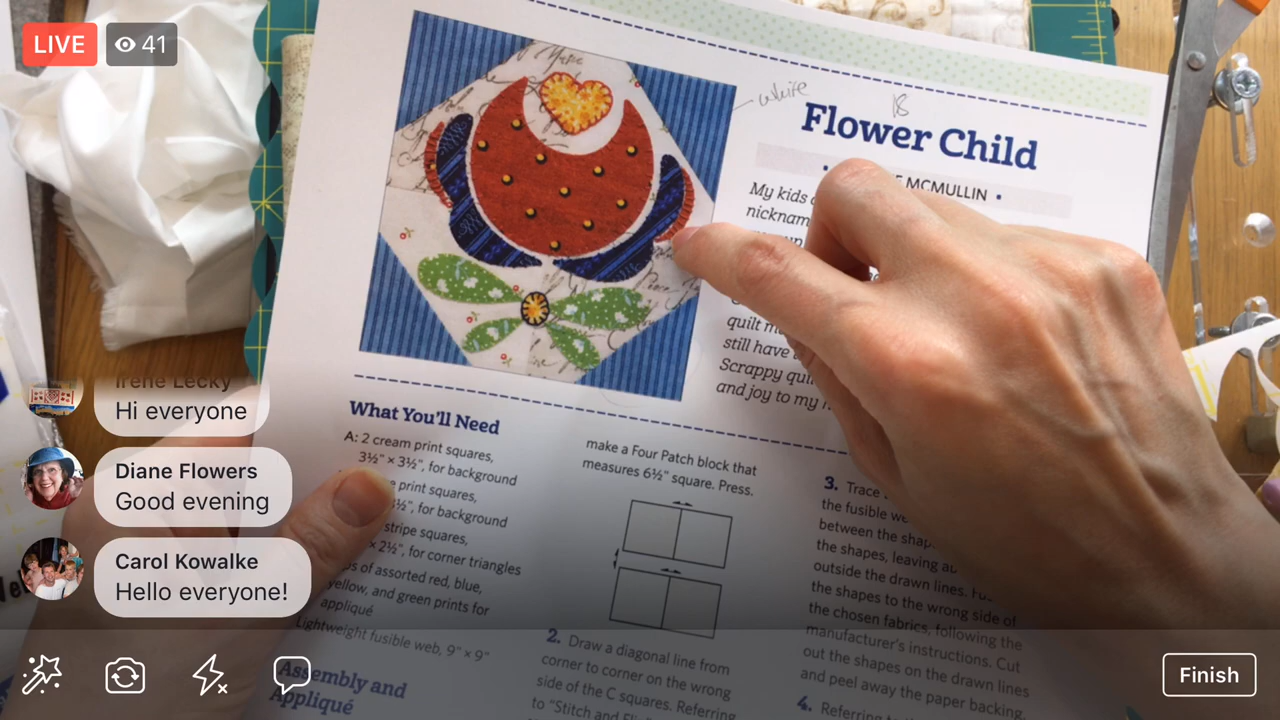 LIVE
41
white
18
Flower Child
MCMULLIN
My kids
nicknam
quilt
still have
Scrappy quil
and joy to my
What You'll Need
A: 2 cream print squares,
3½" × 3½", for background
print squares,
½", for background
stripe squares,
× 2½", for corner triangles
of assorted red, blue,
yellow, and green prints for
appliqué
Lightweight fusible web, 9" × 9"
Assembly and
Appliqué
make a Four Patch block that
measures 6½" square. Press.
2. Draw a diagonal line from
corner to corner on the wrong
side of the C squares. Referring
3. Trace
the fusible we
between the shap
the shapes, leaving
outside the drawn lines.
the shapes to the wrong side of
the chosen fabrics, following the
manufacturer's instructions. Cut
out the shapes on the drawn lines
and peel away the paper backing.
4. Referring
Irene Lecky
Hi everyone
Diane Flowers
Good evening
Carol Kowalke
Hello everyone!
Finish